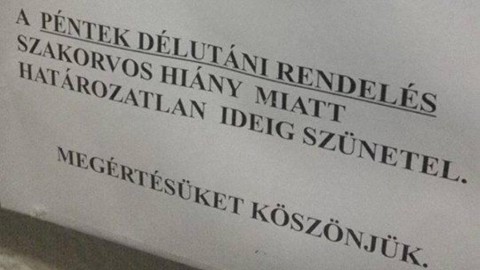 A PÉNTEK DÉLUTÁNI RENDELÉS
SZAKORVOS HIÁNY MIATT
HATÁROZATLAN IDEIG SZÜNETEL.
MEGÉRTÉSÜKET KÖSZÖNJÜK.